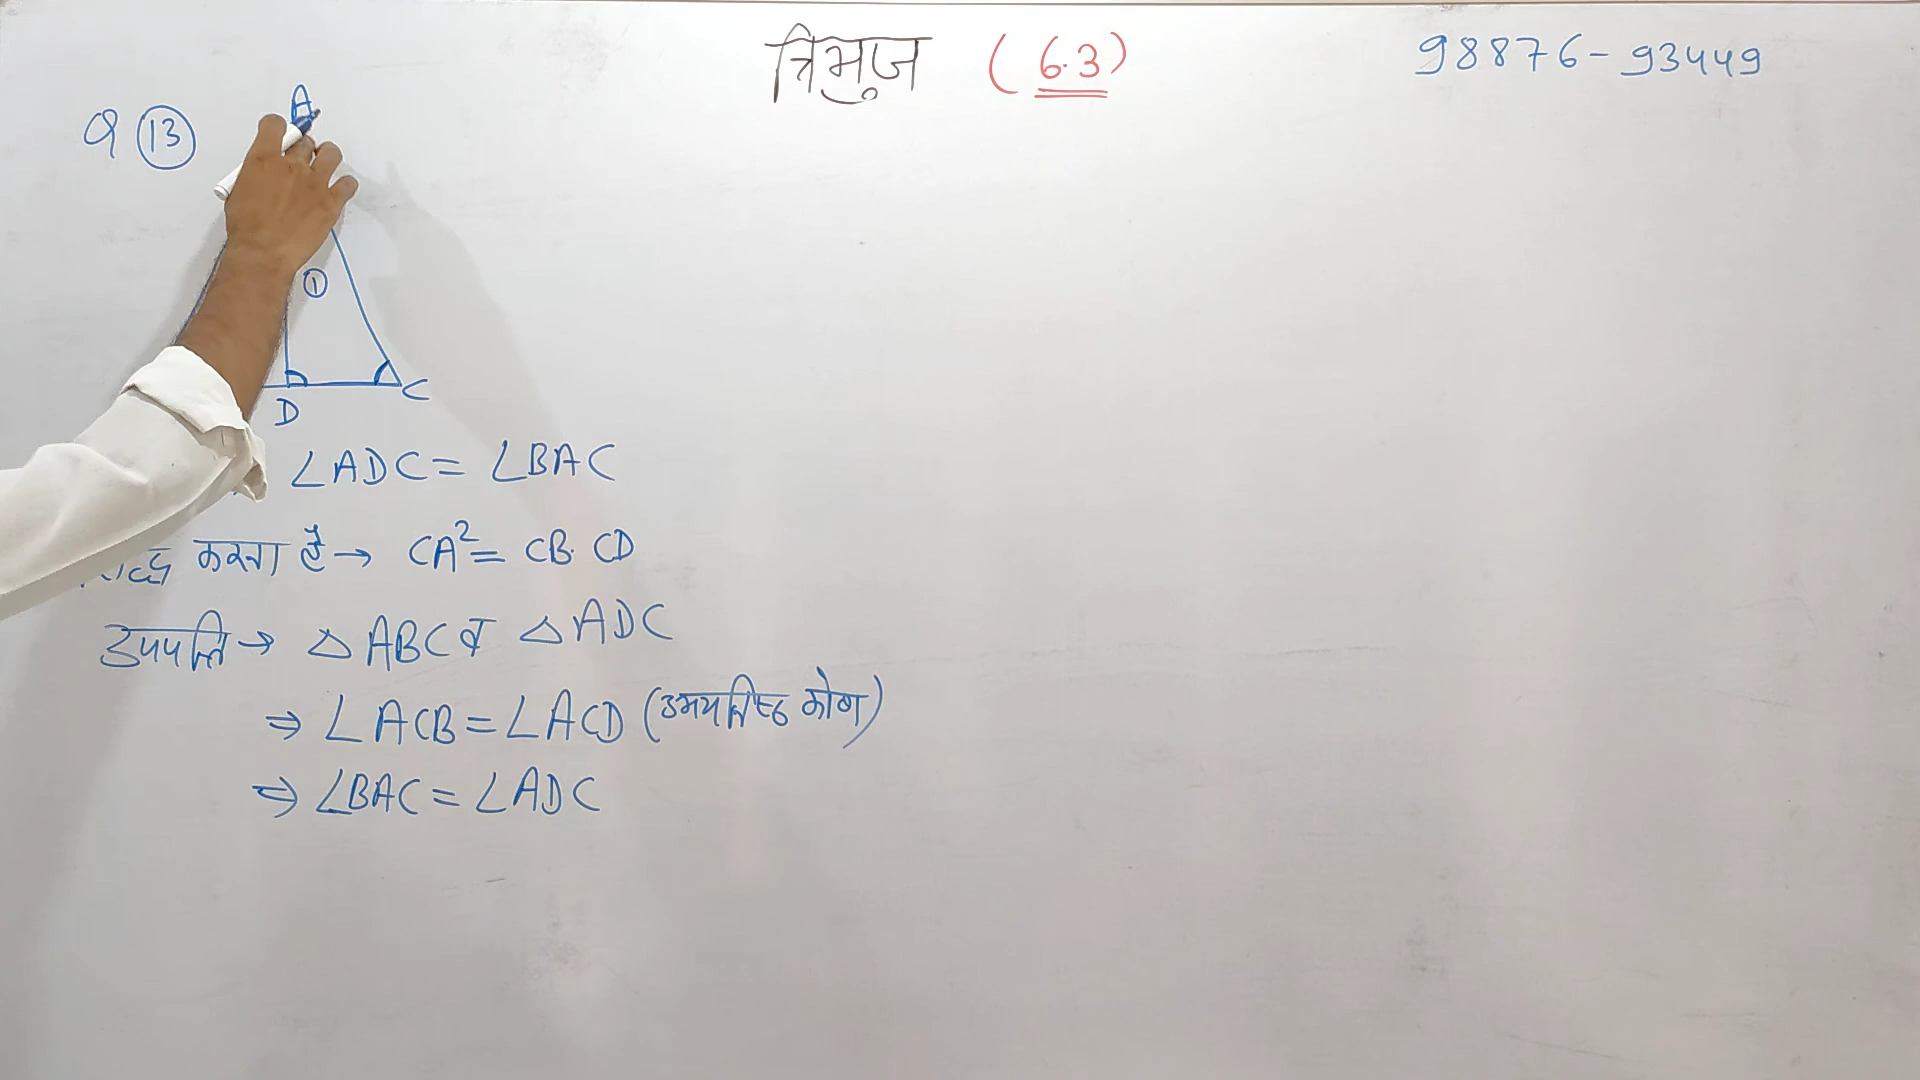 त्रिभुज (6.3)
98876-93449
Q 13
A
1
C
D
∠ADC = ∠BAC
करना है → CA² = CB. CD
उपपत्ति → △ABC व △ADC
⇒ ∠ACB = ∠ACD (उभयनिष्ठ कोण)
⇒ ∠BAC = ∠ADC